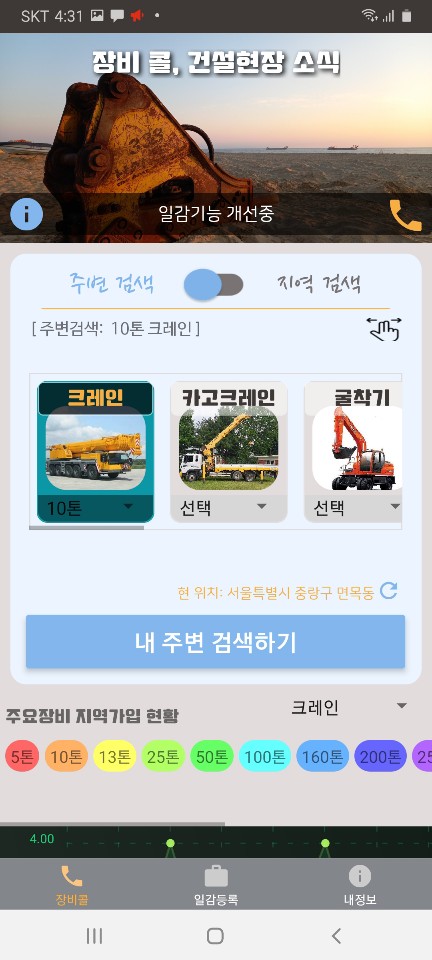 SKT 4:31
장비 콜, 건설현장 소식
일감기능 개선중
주변 검색
지역 검색
[ 주변검색: 10톤 크레인 ]
크레인
카고크레인
굴착기
10톤
선택
선택
현 위치: 서울특별시 중랑구 면목동
내 주변 검색하기
주요장비 지역가입 현황
크레인
5톤 10톤 13톤 25톤 50톤 100톤 160톤 200톤 25
4.00
장비콜
일감등록
내정보